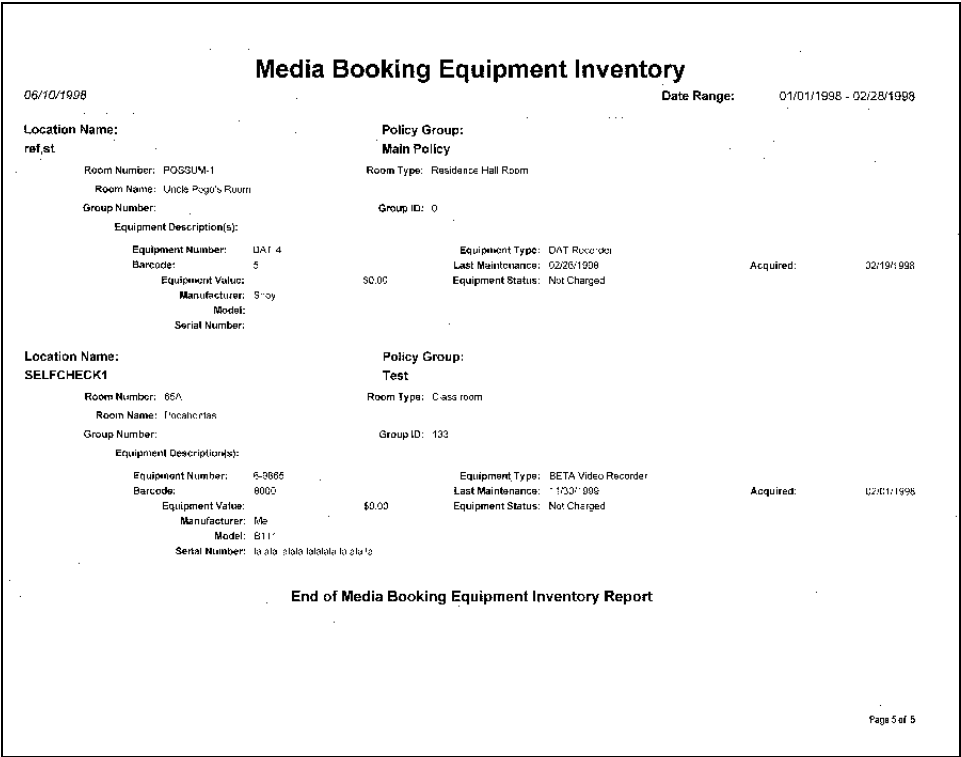 Media Booking Equipment Inventory
06/10/1998 Date Range: 01/01/1998 - 02/28/1998
Location Name: Policy Group:
ref,st Main Policy
Room Number: POSSUM-1 Room Type: Residence Hall Room
Room Name: Uncle Pogo's Room
Group Number: Group ID: 0
Equipment Description(s):
Equipment Number: DAT 4 Equipment Type: DAT Recorder
Barcode: 5 Last Maintenance: 02/26/1998 Acquired: 02/19/1998
Equipment Value: $0.00 Equipment Status: Not Charged
Manufacturer: Sony
Model:
Serial Number:
Location Name: Policy Group:
SELFCHECK1 Test
Room Number: 65A Room Type: Class room
Room Name: Pocahontas
Group Number: Group ID: 133
Equipment Description(s):
Equipment Number: 6-9865 Equipment Type: BETA Video Recorder
Barcode: Last Maintenance: Acquired: 02/01/1998
Equipment Value: $0.00 Equipment Status: Not Charged
Manufacturer: Me
Model: B111
Serial Number:
End of Media Booking Equipment Inventory Report
Page 5 of 5